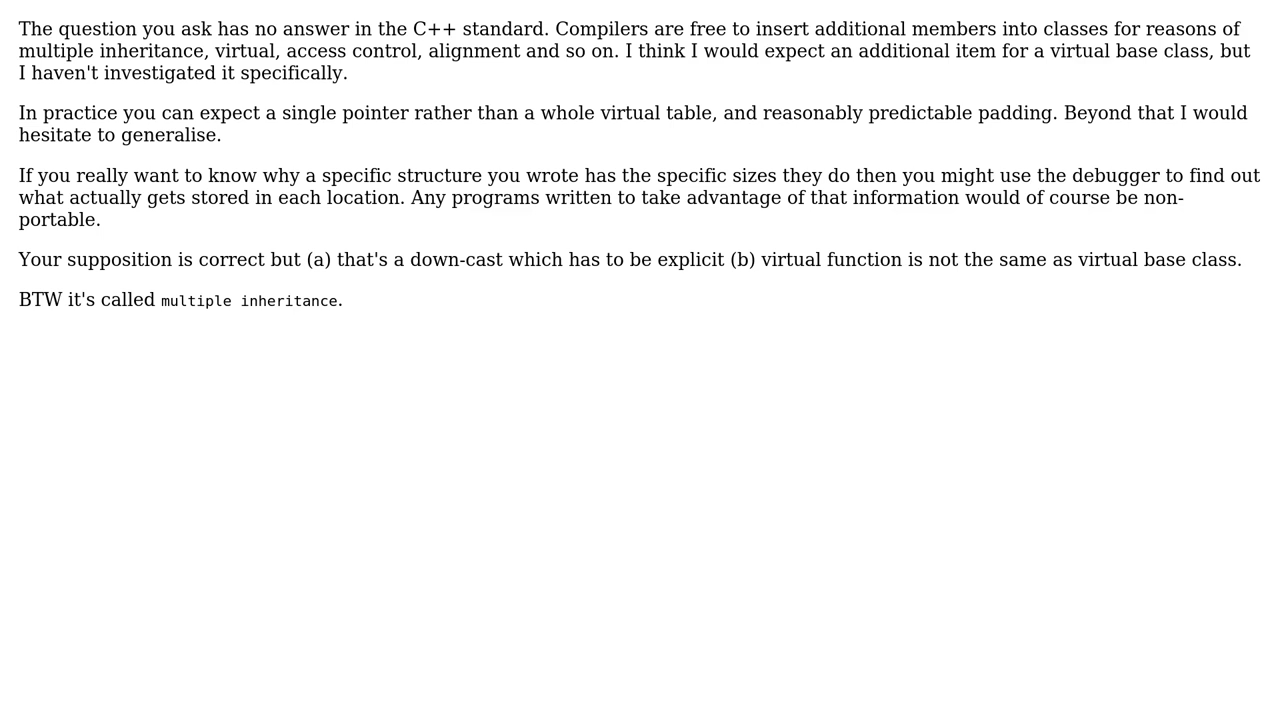 The question you ask has no answer in the C++ standard. Compilers are free to insert additional members into classes for reasons of
multiple inheritance, virtual, access control, alignment and so on. I think I would expect an additional item for a virtual base class, but
I haven't investigated it specifically.
In practice you can expect a single pointer rather than a whole virtual table, and reasonably predictable padding. Beyond that I would
hesitate to generalise.
If you really want to know why a specific structure you wrote has the specific sizes they do then you might use the debugger to find out
what actually gets stored in each location. Any programs written to take advantage of that information would of course be non-
portable.
Your supposition is correct but (a) that's a down-cast which has to be explicit (b) virtual function is not the same as virtual base class.
BTW it's called multiple inheritance.